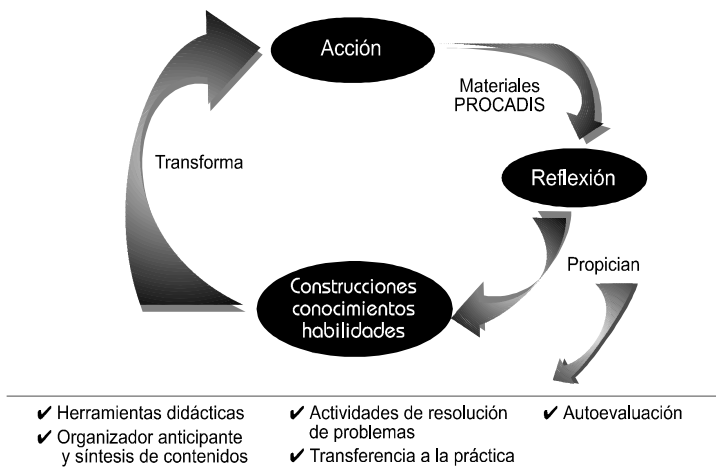 Acción
Materiales
PROCADIS
Transforma
Reflexión
Propician
Construcciones
conocimientos
habilidades
✔ Herramientas didácticas
✔ Organizador anticipante
y síntesis de contenidos
✔ Actividades de resolución
de problemas
✔ Transferencia a la práctica
✔ Autoevaluación